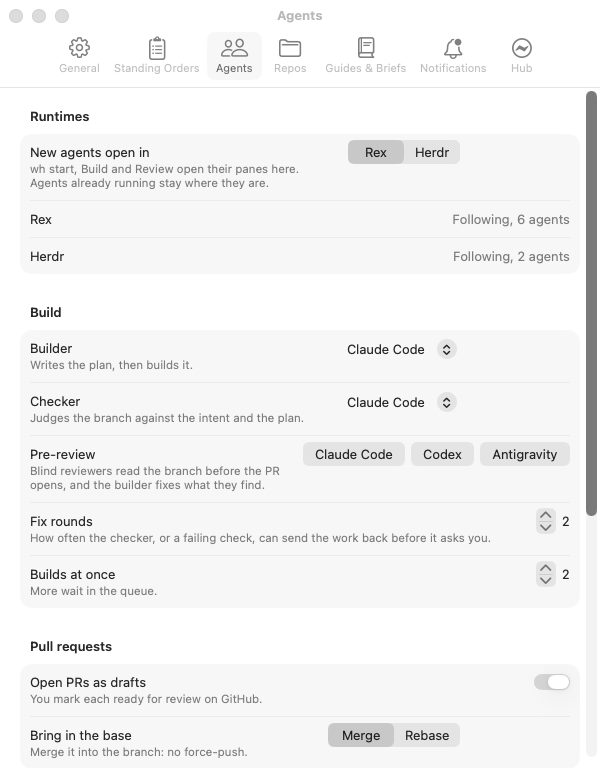 Agents
General
Standing Orders
Agents
Repos
Guides & Briefs
Notifications
Hub
Runtimes
New agents open in
Rex
Herdr
wh start, Build and Review open their panes here.
Agents already running stay where they are.
Rex
Following, 6 agents
Herdr
Following, 2 agents
Build
Builder
Claude Code
Writes the plan, then builds it.
Checker
Claude Code
Judges the branch against the intent and the plan.
Pre-review
Claude Code
Codex
Antigravity
Blind reviewers read the branch before the PR
opens, and the builder fixes what they find.
Fix rounds
2
How often the checker, or a failing check, can send the work back before it asks you.
Builds at once
2
More wait in the queue.
Pull requests
Open PRs as drafts
You mark each ready for review on GitHub.
Bring in the base
Merge
Rebase
Merge it into the branch: no force-push.